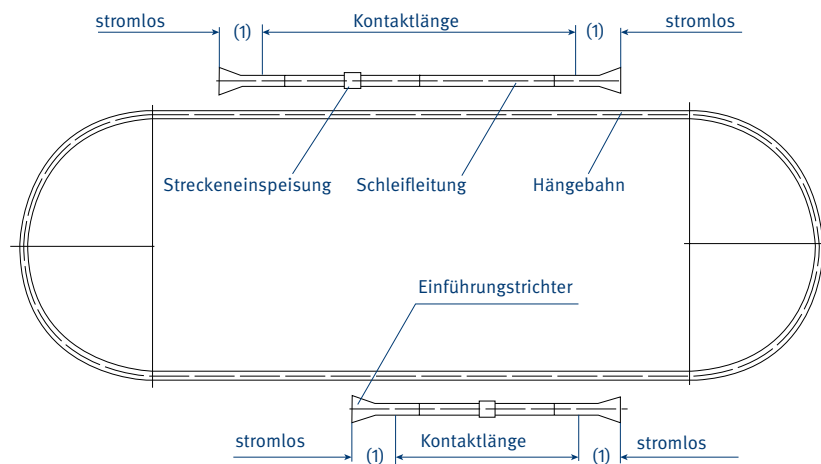 stromlos (1) Kontaktlänge (1) stromlos
Streckeneinspeisung Schleifleitung Hängebahn
Einführungstrichter
stromlos (1) Kontaktlänge (1) stromlos